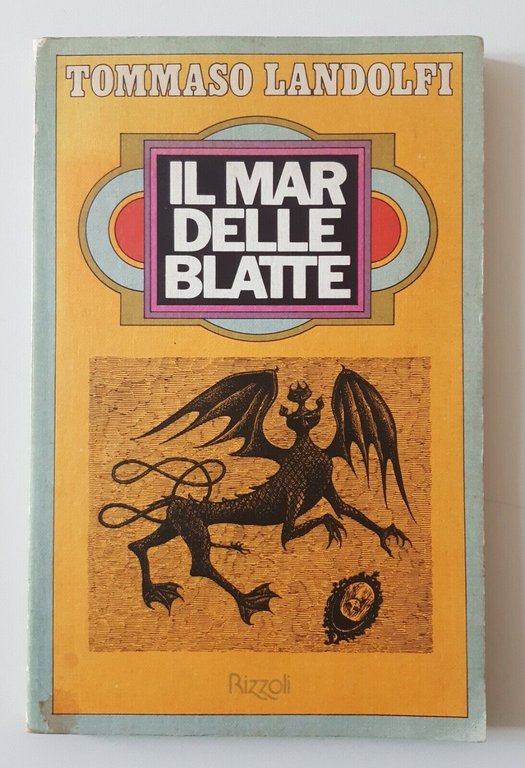 TOMMASO LANDOLFI
IL MAR
DELLE
BLATTE
Rizzoli